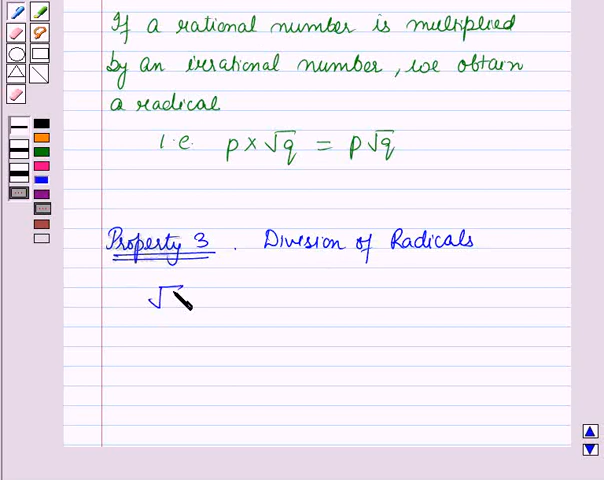 If a rational number is multiplied
by an irrational number, we obtain
a radical
i.e. p × √q = p√q
Property 3. Division of Radicals
√